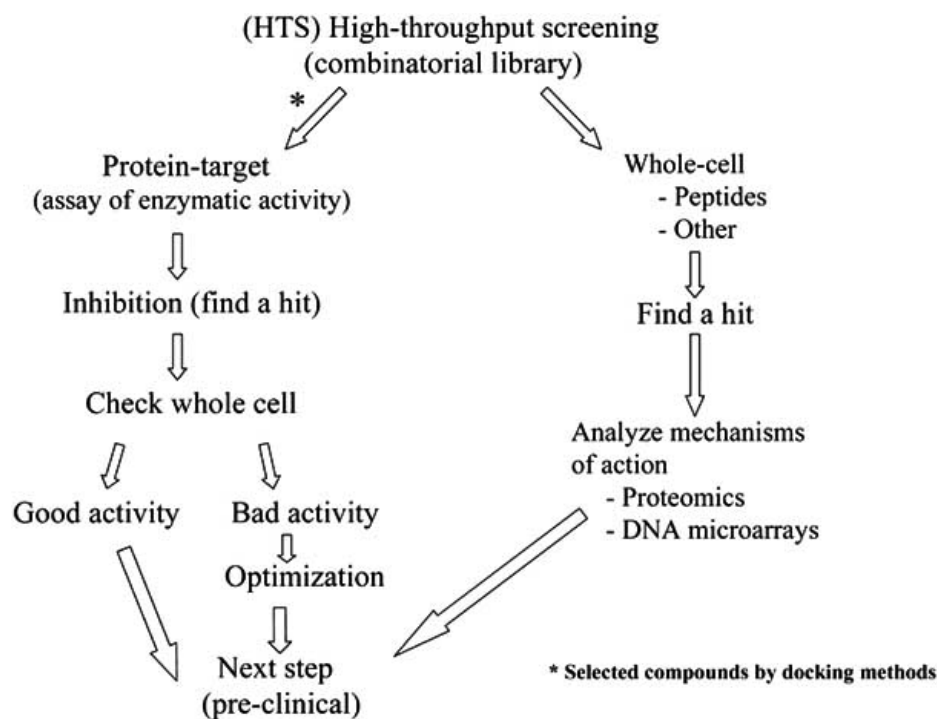 (HTS) High-throughput screening
(combinatorial library)
*
Protein-target
(assay of enzymatic activity)
Inhibition (find a hit)
Check whole cell
Good activity
Bad activity
Optimization
Next step
(pre-clinical)
Whole-cell
- Peptides
- Other
Find a hit
Analyze mechanisms
of action
- Proteomics
- DNA microarrays
* Selected compounds by docking methods